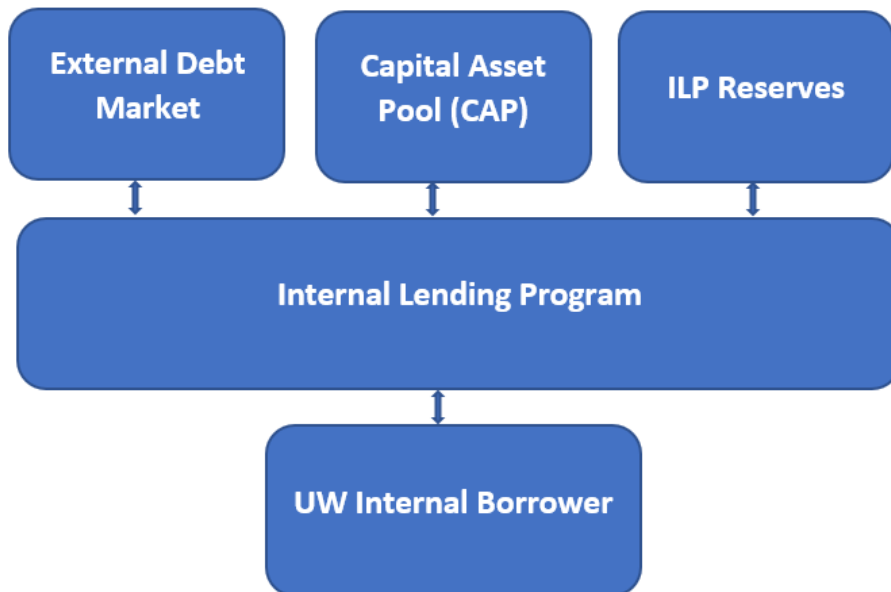 External Debt
Market
Capital Asset
Pool (CAP)
ILP Reserves
Internal Lending Program
UW Internal Borrower